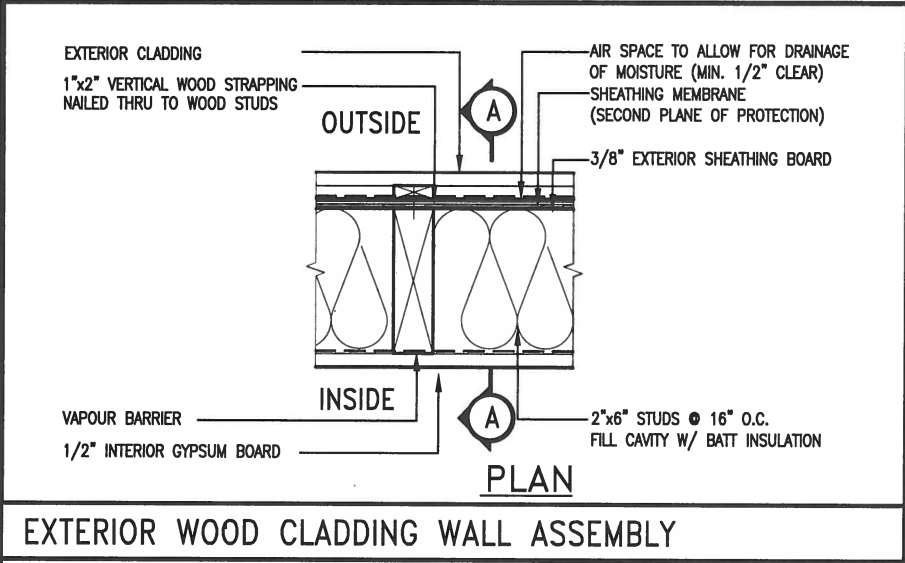 EXTERIOR CLADDING
1"x2" VERTICAL WOOD STRAPPING
NAILED THRU TO WOOD STUDS
OUTSIDE
A
AIR SPACE TO ALLOW FOR DRAINAGE
OF MOISTURE (MIN. 1/2" CLEAR)
SHEATHING MEMBRANE
(SECOND PLANE OF PROTECTION)
3/8" EXTERIOR SHEATHING BOARD
INSIDE
VAPOUR BARRIER
1/2" INTERIOR GYPSUM BOARD
A
2"x6" STUDS @ 16" O.C.
FILL CAVITY W/ BATT INSULATION
PLAN
EXTERIOR WOOD CLADDING WALL ASSEMBLY